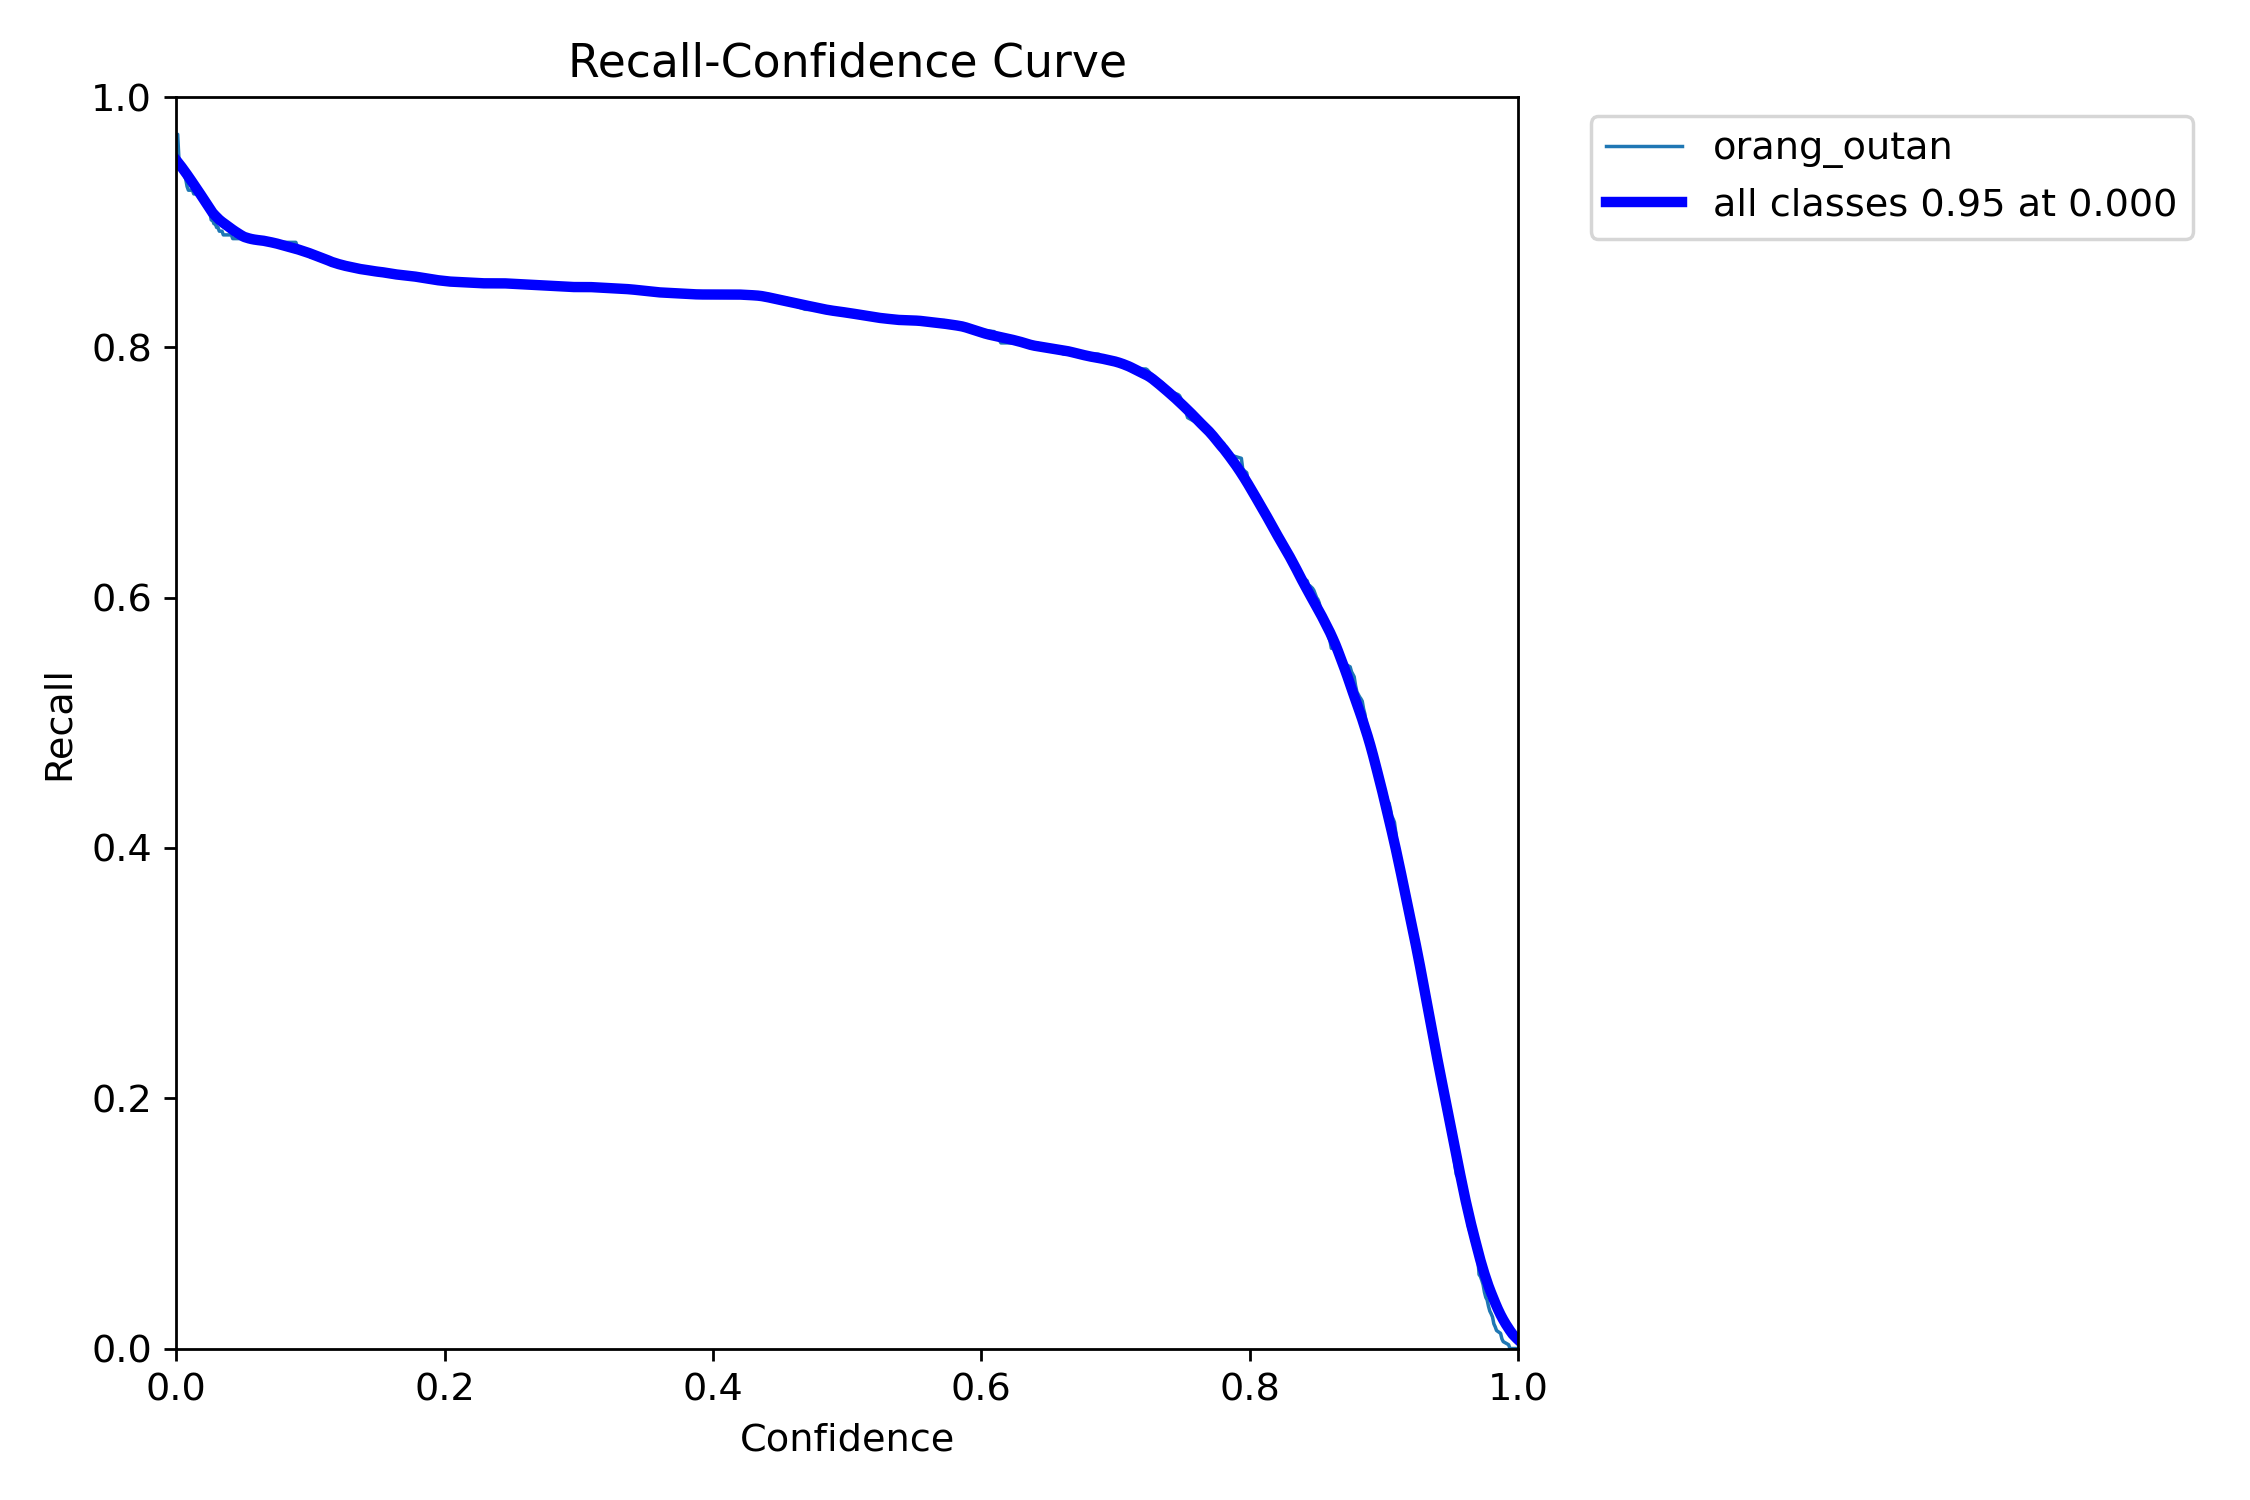 Recall-Confidence Curve
1.0
0.8
0.6
0.4
0.2
0.0
Recall
0.0 0.2 0.4 0.6 0.8 1.0
Confidence
orang_outan
all classes 0.95 at 0.000